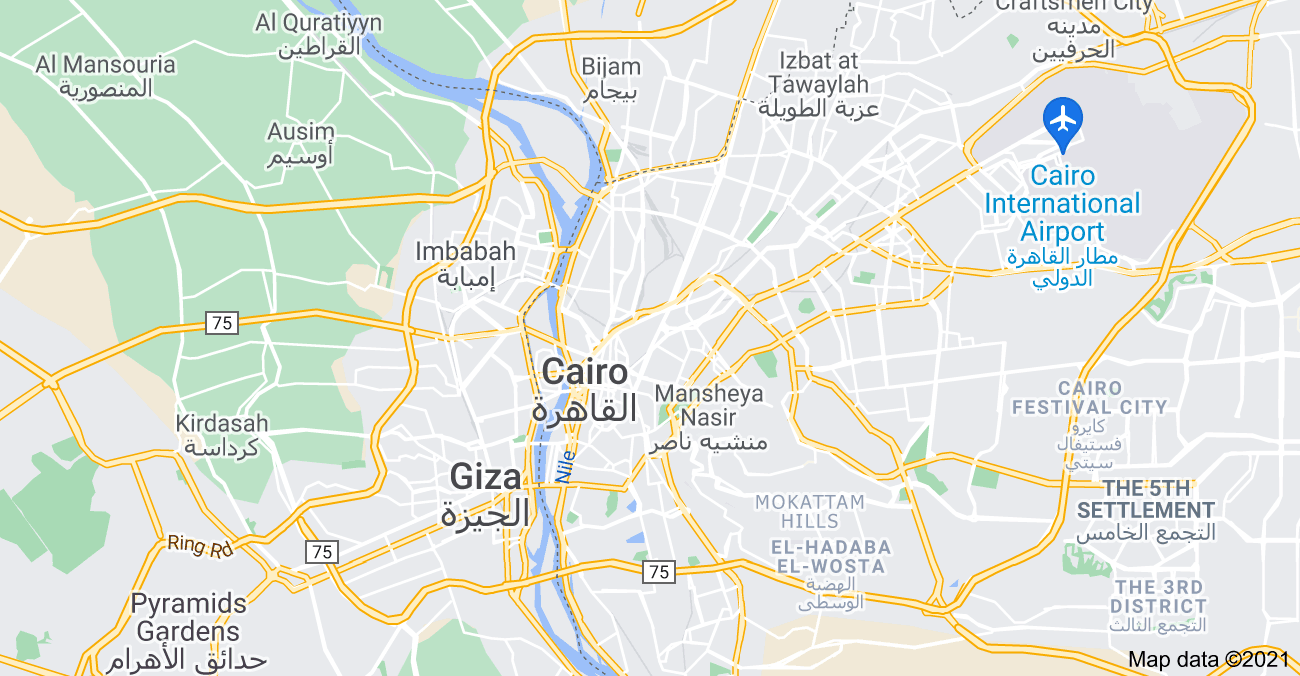 Craftsmen City
مدينه
الحرفيين
Al Quratiyyn
القراطين
Al Mansouria
المنصورية
Bijam
بيجام
Izbat at
Tawaylah
عزبة الطويلة
Ausim
أوسيم
Cairo
International
Airport
مطار القاهرة
الدولي
Imbabah
إمبابة
75
Cairo
القاهرة
Mansheya
Nasir
منشيه ناصر
CAIRO
FESTIVAL CITY
كايرو
فستيفال
سيتي
Kirdasah
كرداسة
Nile
Giza
الجيزة
THE 5TH
SETTLEMENT
التجمع الخامس
MOKATTAM
HILLS
Ring Rd
75
EL-HADABA
EL-WOSTA
الهضبة
الوسطى
75
THE 3RD
DISTRICT
التجمع الثالث
Pyramids
Gardens
حدائق الأهرام
Map data ©2021